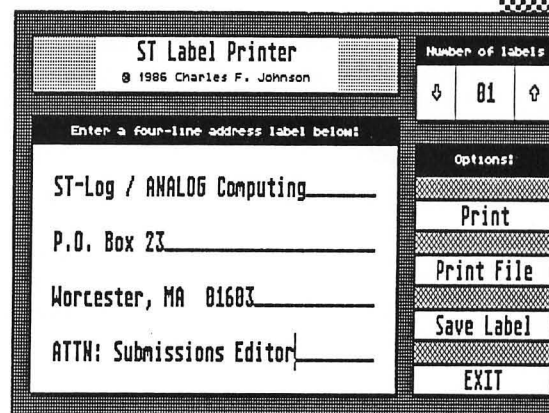 ST Label Printer
© 1986 Charles F. Johnson
Enter a four-line address label below:
ST-Log / ANALOG Computing
P.O. Box 23
Worcester, MA 01603
ATTN: Submissions Editor
Number of labels
⇩ 01 ⇧
Options:
Print
Print File
Save Label
EXIT